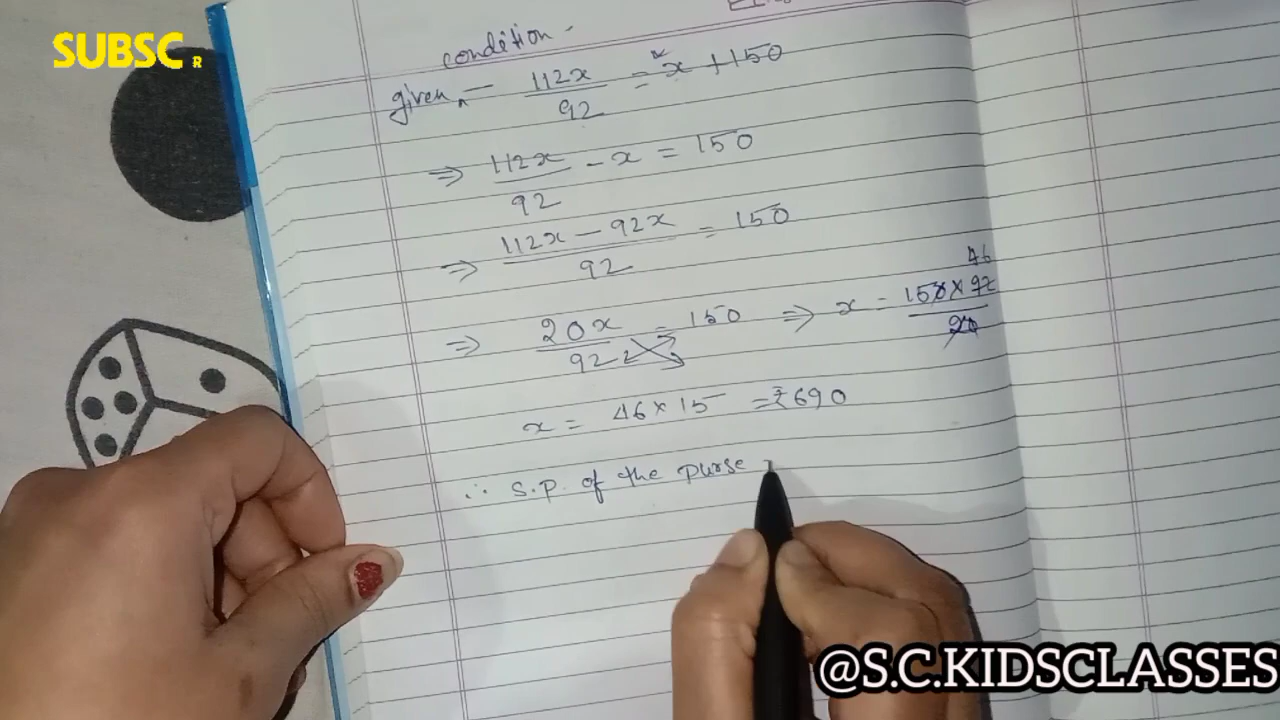 SUBSC R
condition -
given - 112x/92 = x + 150
⇒ 112x/92 - x = 150
⇒ (112x - 92x)/92 = 150
⇒ 20x/92 = 150 ⇒ x = (150 × 92)/20 46
x = 46 × 15 = ₹690
∴ S.P. of the purse
@S.C.KIDSCLASSES